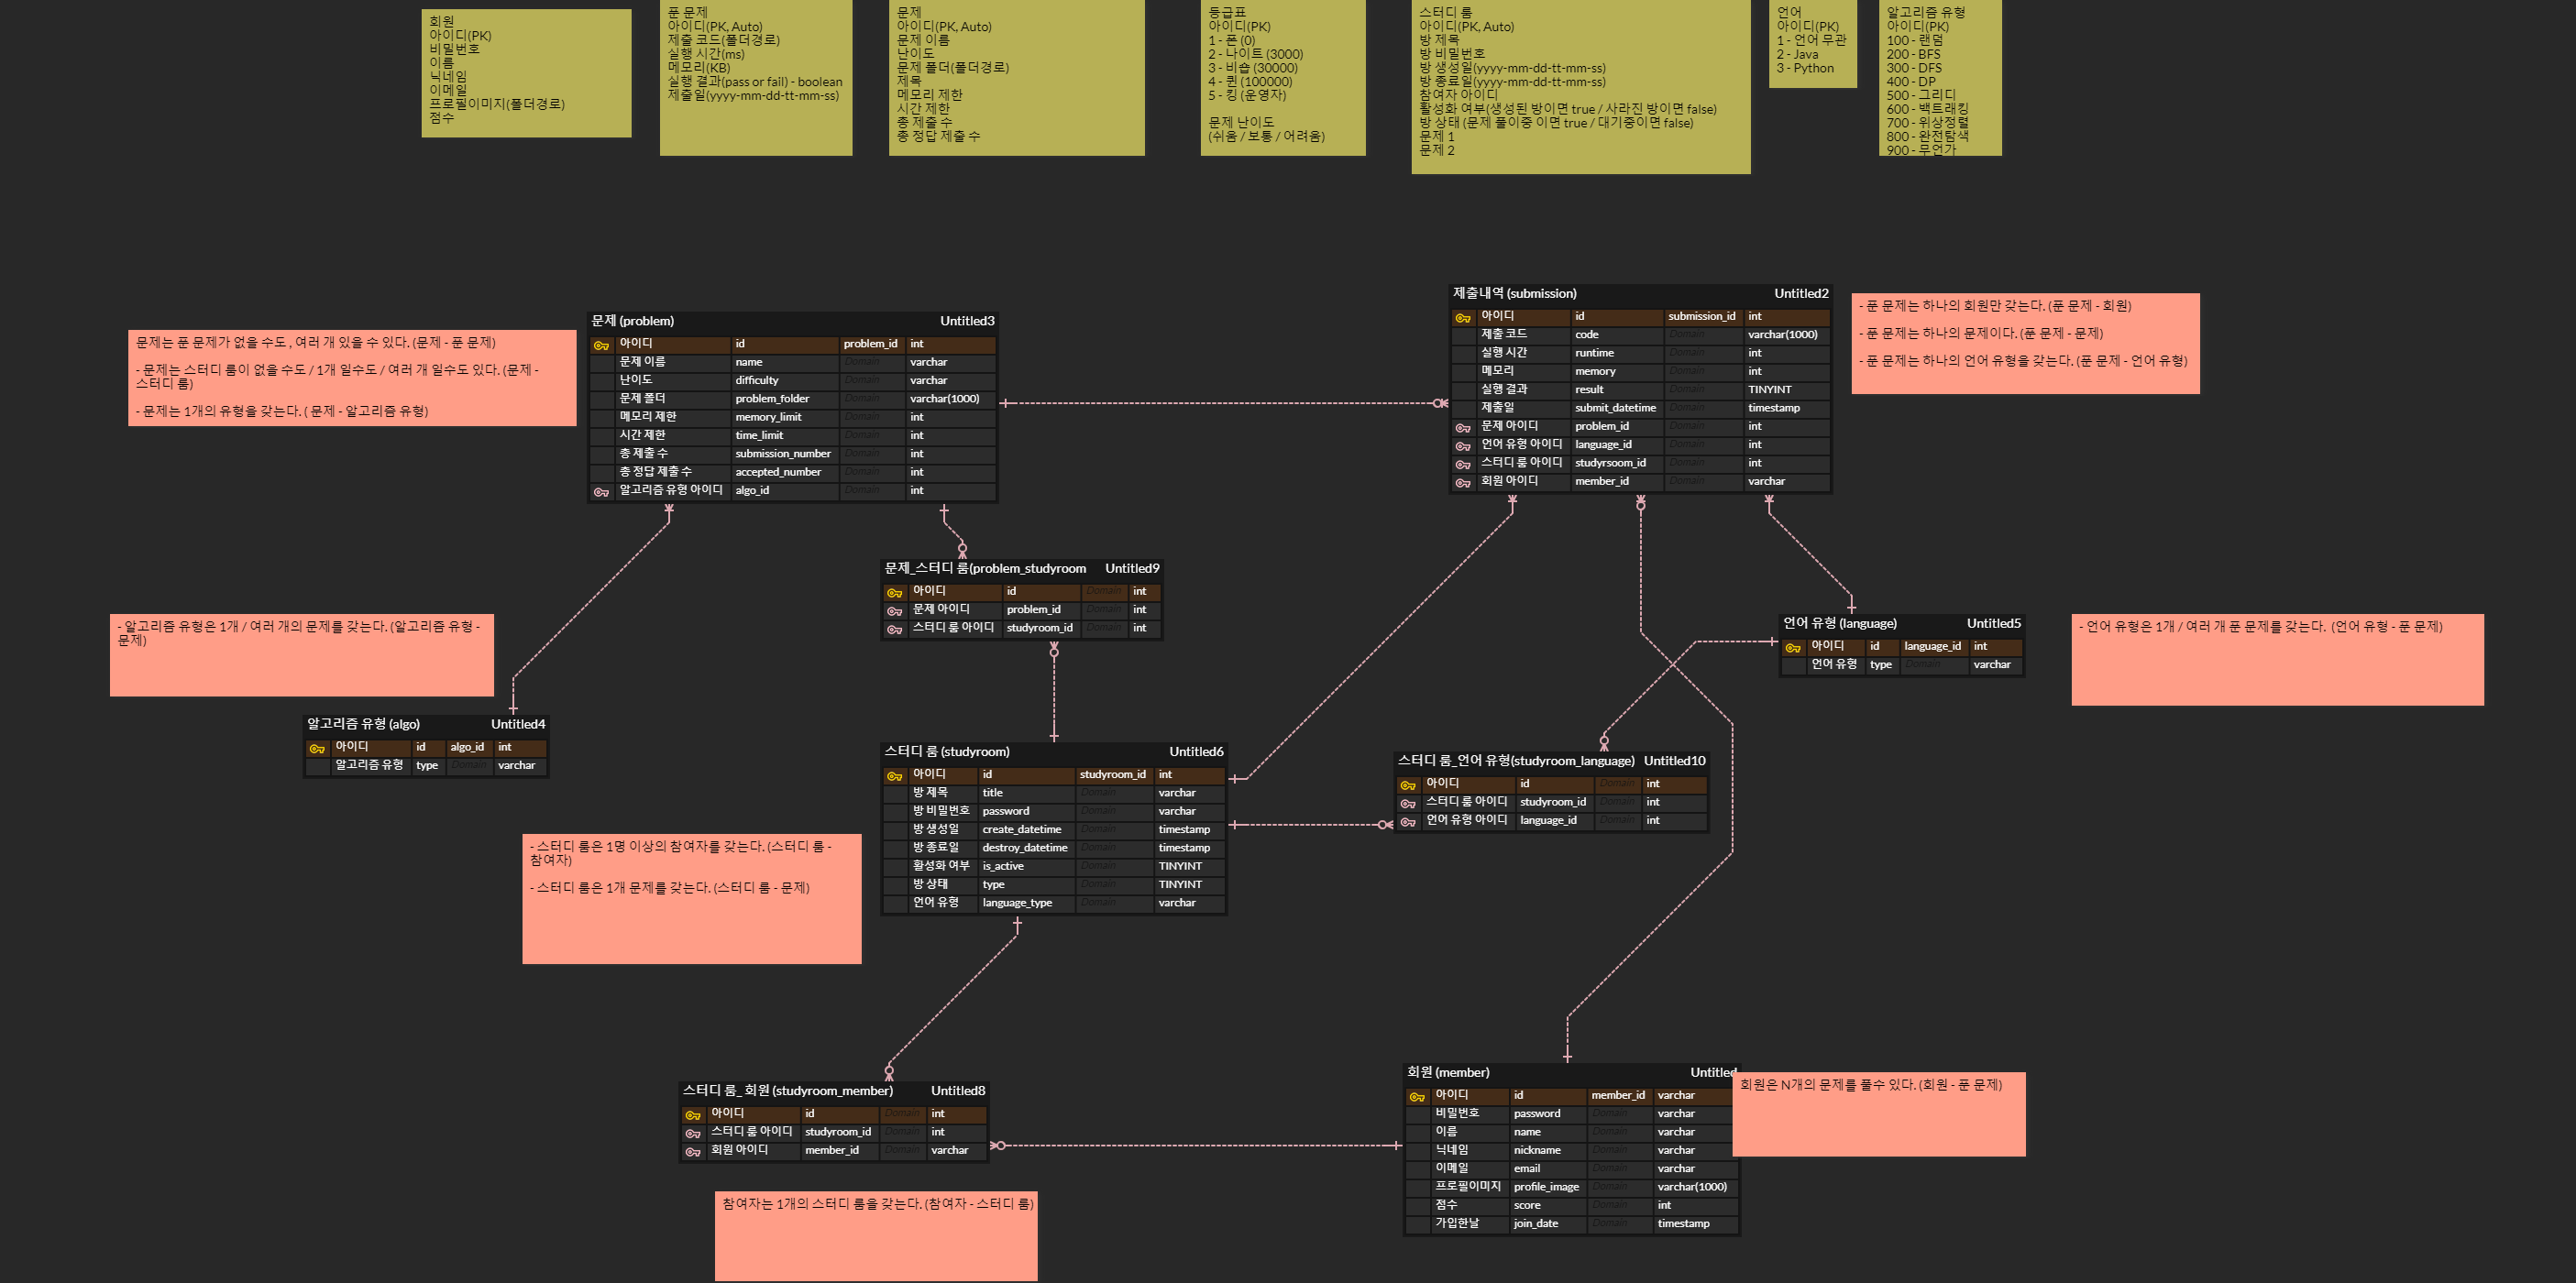 회원
아이디(PK)
비밀번호
이름
닉네임
이메일
프로필이미지(폴더경로)
점수
푼 문제
아이디(PK, Auto)
제출 코드(폴더경로)
실행 시간(ms)
메모리(KB)
실행 결과(pass or fail) - boolean
제출일(yyyy-mm-dd-tt-mm-ss)
문제
아이디(PK, Auto)
문제 이름
난이도
문제 폴더(폴더경로)
제목
메모리 제한
시간 제한
총 제출 수
총 정답 제출 수
등급표
아이디(PK)
1 - 폰 (0)
2 - 나이트 (3000)
3 - 비숍 (30000)
4 - 퀸 (100000)
5 - 킹 (운영자)
문제 난이도
(쉬움 / 보통 / 어려움)
스터디 룸
아이디(PK, Auto)
방 제목
방 비밀번호
방 생성일(yyyy-mm-dd-tt-mm-ss)
방 종료일(yyyy-mm-dd-tt-mm-ss)
참여자 아이디
활성화 여부(생성된 방이면 true / 사라진 방이면 false)
방 상태 (문제 풀이중 이면 true / 대기중이면 false)
문제 1
문제 2
언어
아이디(PK)
1 - 언어 무관
2 - Java
3 - Python
알고리즘 유형
아이디(PK)
100 - 랜덤
200 - BFS
300 - DFS
400 - DP
500 - 그리디
600 - 백트래킹
700 - 위상정렬
800 - 완전탐색
900 - 무언가
문제는 푼 문제가 없을 수도 , 여러 개 있을 수 있다. (문제 - 푼 문제)
- 문제는 스터디 룸이 없을 수도 / 1개 일수도 / 여러 개 일수도 있다. (문제 -
스터디 룸)
- 문제는 1개의 유형을 갖는다. ( 문제 - 알고리즘 유형)
문제 (problem) Untitled3
아이디 id problem_id int
문제 이름 name Domain varchar
난이도 difficulty Domain varchar
문제 폴더 problem_folder Domain varchar(1000)
메모리 제한 memory_limit Domain int
시간 제한 time_limit Domain int
총 제출 수 submission_number Domain int
총 정답 제출 수 accepted_number Domain int
알고리즘 유형 아이디 algo_id Domain int
제출내역 (submission) Untitled2
아이디 id submission_id int
제출 코드 code Domain varchar(1000)
실행 시간 runtime Domain int
메모리 memory Domain int
실행 결과 result Domain TINYINT
제출일 submit_datetime Domain timestamp
문제 아이디 problem_id Domain int
언어 유형 아이디 language_id Domain int
스터디 룸 아이디 studyrsoom_id Domain int
회원 아이디 member_id Domain varchar
- 푼 문제는 하나의 회원만 갖는다. (푼 문제 - 회원)
- 푼 문제는 하나의 문제이다. (푼 문제 - 문제)
- 푼 문제는 하나의 언어 유형을 갖는다. (푼 문제 - 언어 유형)
문제_스터디 룸(problem_studyroom Untitled9
아이디 id Domain int
문제 아이디 problem_id Domain int
스터디 룸 아이디 studyroom_id Domain int
- 알고리즘 유형은 1개 / 여러 개의 문제를 갖는다. (알고리즘 유형 -
문제)
언어 유형 (language) Untitled5
아이디 id language_id int
언어 유형 type Domain varchar
- 언어 유형은 1개 / 여러 개 푼 문제를 갖는다. (언어 유형 - 푼 문제)
알고리즘 유형 (algo) Untitled4
아이디 id algo_id int
알고리즘 유형 type Domain varchar
스터디 룸 (studyroom) Untitled6
아이디 id studyroom_id int
방 제목 title Domain varchar
방 비밀번호 password Domain varchar
방 생성일 create_datetime Domain timestamp
방 종료일 destroy_datetime Domain timestamp
활성화 여부 is_active Domain TINYINT
방 상태 type Domain TINYINT
언어 유형 language_type Domain varchar
스터디 룸_언어 유형(studyroom_language) Untitled10
아이디 id Domain int
스터디 룸 아이디 studyroom_id Domain int
언어 유형 아이디 language_id Domain int
- 스터디 룸은 1명 이상의 참여자를 갖는다. (스터디 룸 -
참여자)
- 스터디 룸은 1개 문제를 갖는다. (스터디 룸 - 문제)
스터디 룸_ 회원 (studyroom_member) Untitled8
아이디 id Domain int
스터디 룸 아이디 studyroom_id Domain int
회원 아이디 member_id Domain varchar
회원 (member) Untitled
아이디 id member_id varchar
비밀번호 password Domain varchar
이름 name Domain varchar
닉네임 nickname Domain varchar
이메일 email Domain varchar
프로필이미지 profile_image Domain varchar(1000)
점수 score Domain int
가입한날 join_date Domain timestamp
회원은 N개의 문제를 풀수 있다. (회원 - 푼 문제)
참여자는 1개의 스터디 룸을 갖는다. (참여자 - 스터디 룸)